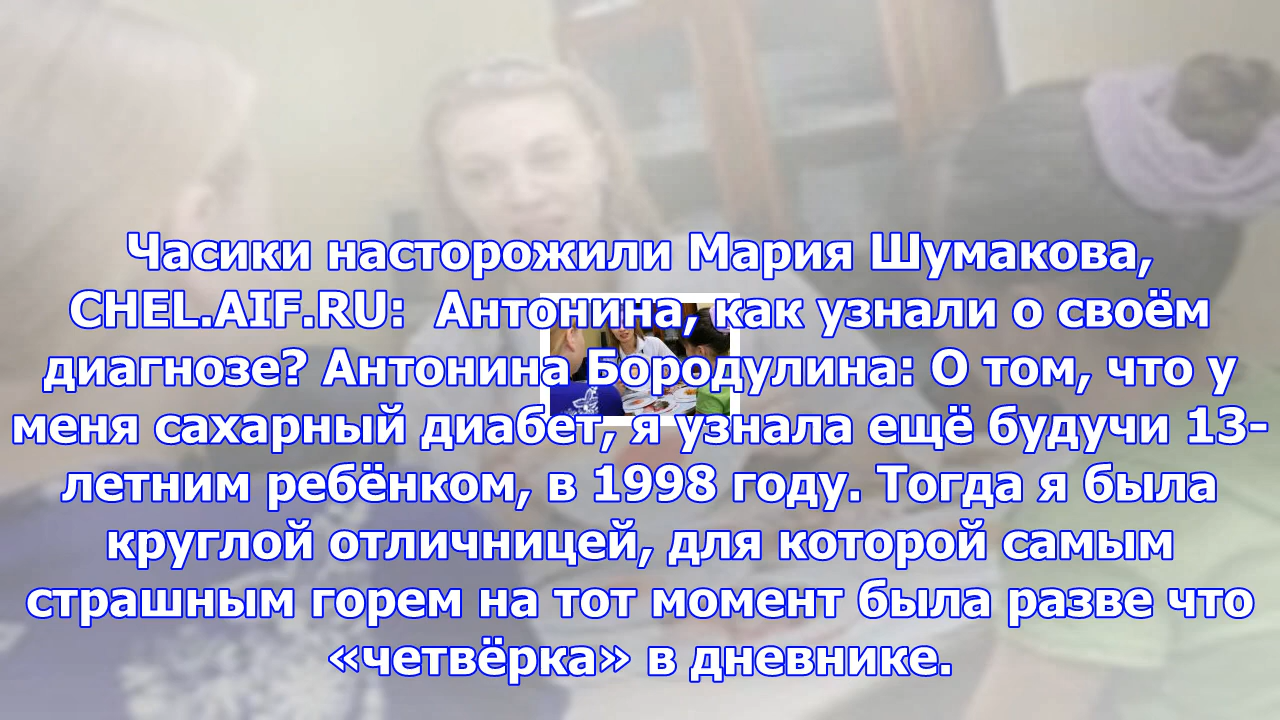 Часики насторожили Мария Шумакова,
CHEL.AIF.RU:  Антонина, как узнали о своём
диагнозе? Антонина Бородулина: О том, что у
меня сахарный диабет, я узнала ещё будучи 13-
летним ребёнком, в 1998 году. Тогда я была
круглой отличницей, для которой самым
страшным горем на тот момент была разве что
«четвёрка» в дневнике.